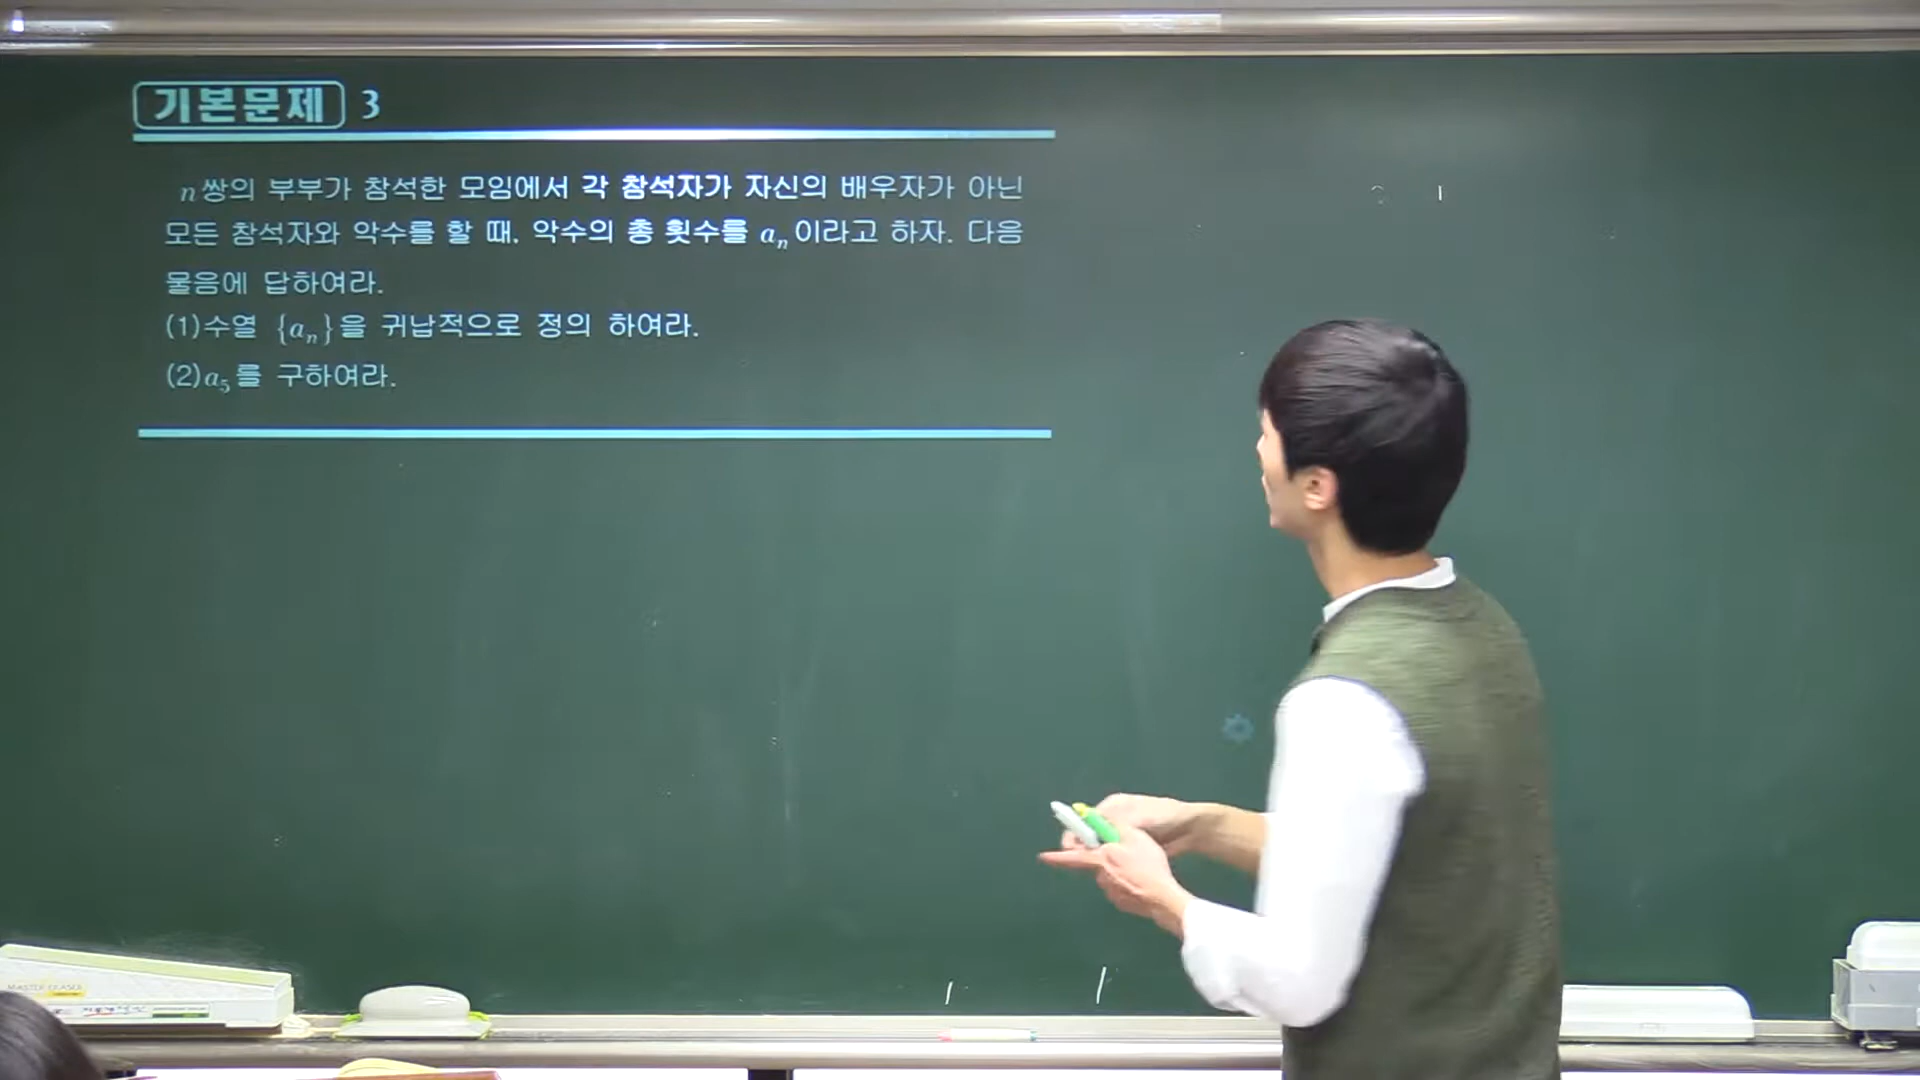 기본문제 3
n쌍의 부부가 참석한 모임에서 각 참석자가 자신의 배우자가 아닌
모든 참석자와 악수를 할 때, 악수의 총 횟수를 aₙ이라고 하자. 다음
물음에 답하여라.
(1)수열 {aₙ}을 귀납적으로 정의 하여라.
(2)a₅를 구하여라.
MASTER ERASER